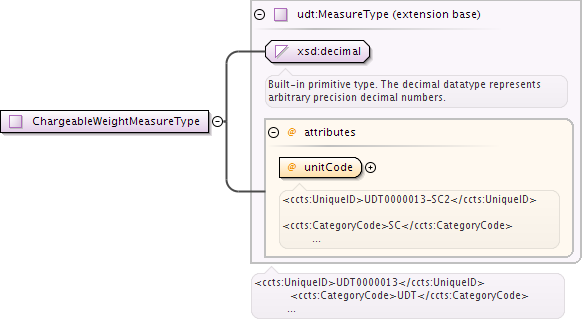 udt:MeasureType (extension base)
xsd:decimal
Built-in primitive type. The decimal datatype represents
arbitrary precision decimal numbers.
ChargeableWeightMeasureType
@ attributes
@ unitCode
<ccts:UniqueID>UDT0000013-SC2</ccts:UniqueID>
<ccts:CategoryCode>SC</ccts:CategoryCode>
...
<ccts:UniqueID>UDT0000013</ccts:UniqueID>
<ccts:CategoryCode>UDT</ccts:CategoryCode>
...